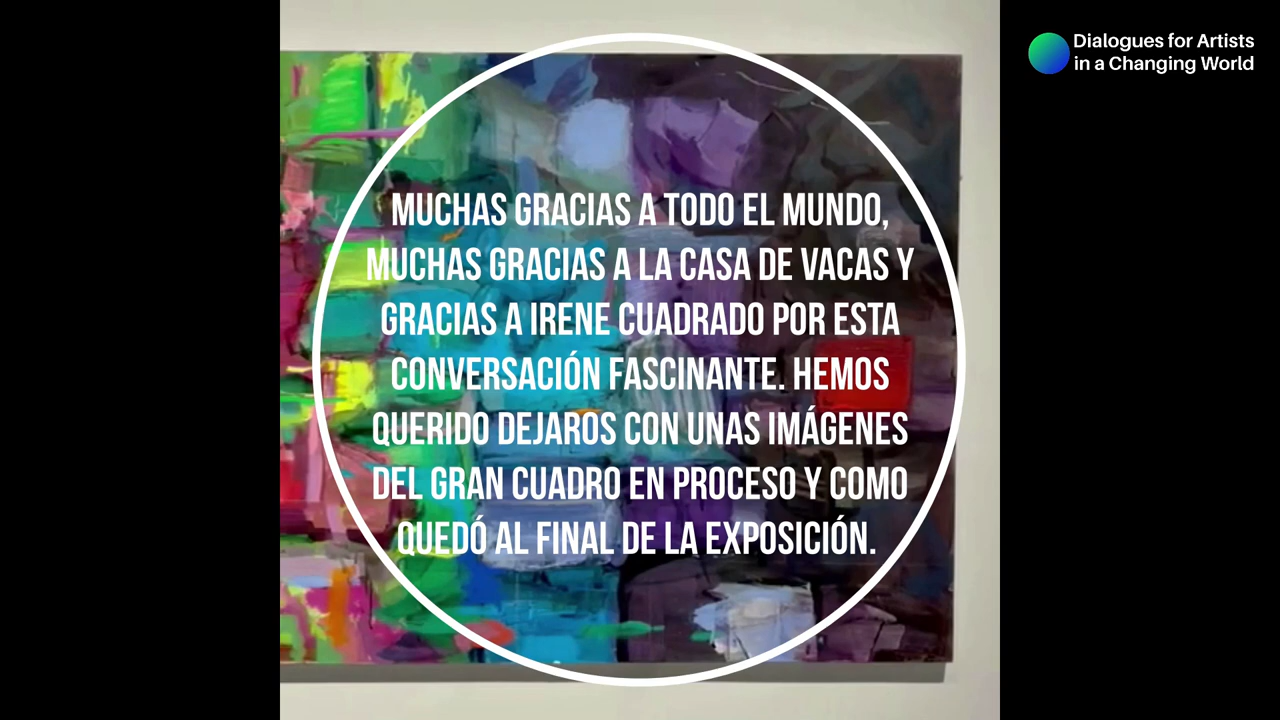 Dialogues for Artists
in a Changing World
MUCHAS GRACIAS A TODO EL MUNDO,
MUCHAS GRACIAS A LA CASA DE VACAS Y
GRACIAS A IRENE CUADRADO POR ESTA
CONVERSACIÓN FASCINANTE. HEMOS
QUERIDO DEJAROS CON UNAS IMÁGENES
DEL GRAN CUADRO EN PROCESO Y COMO
QUEDÓ AL FINAL DE LA EXPOSICIÓN.